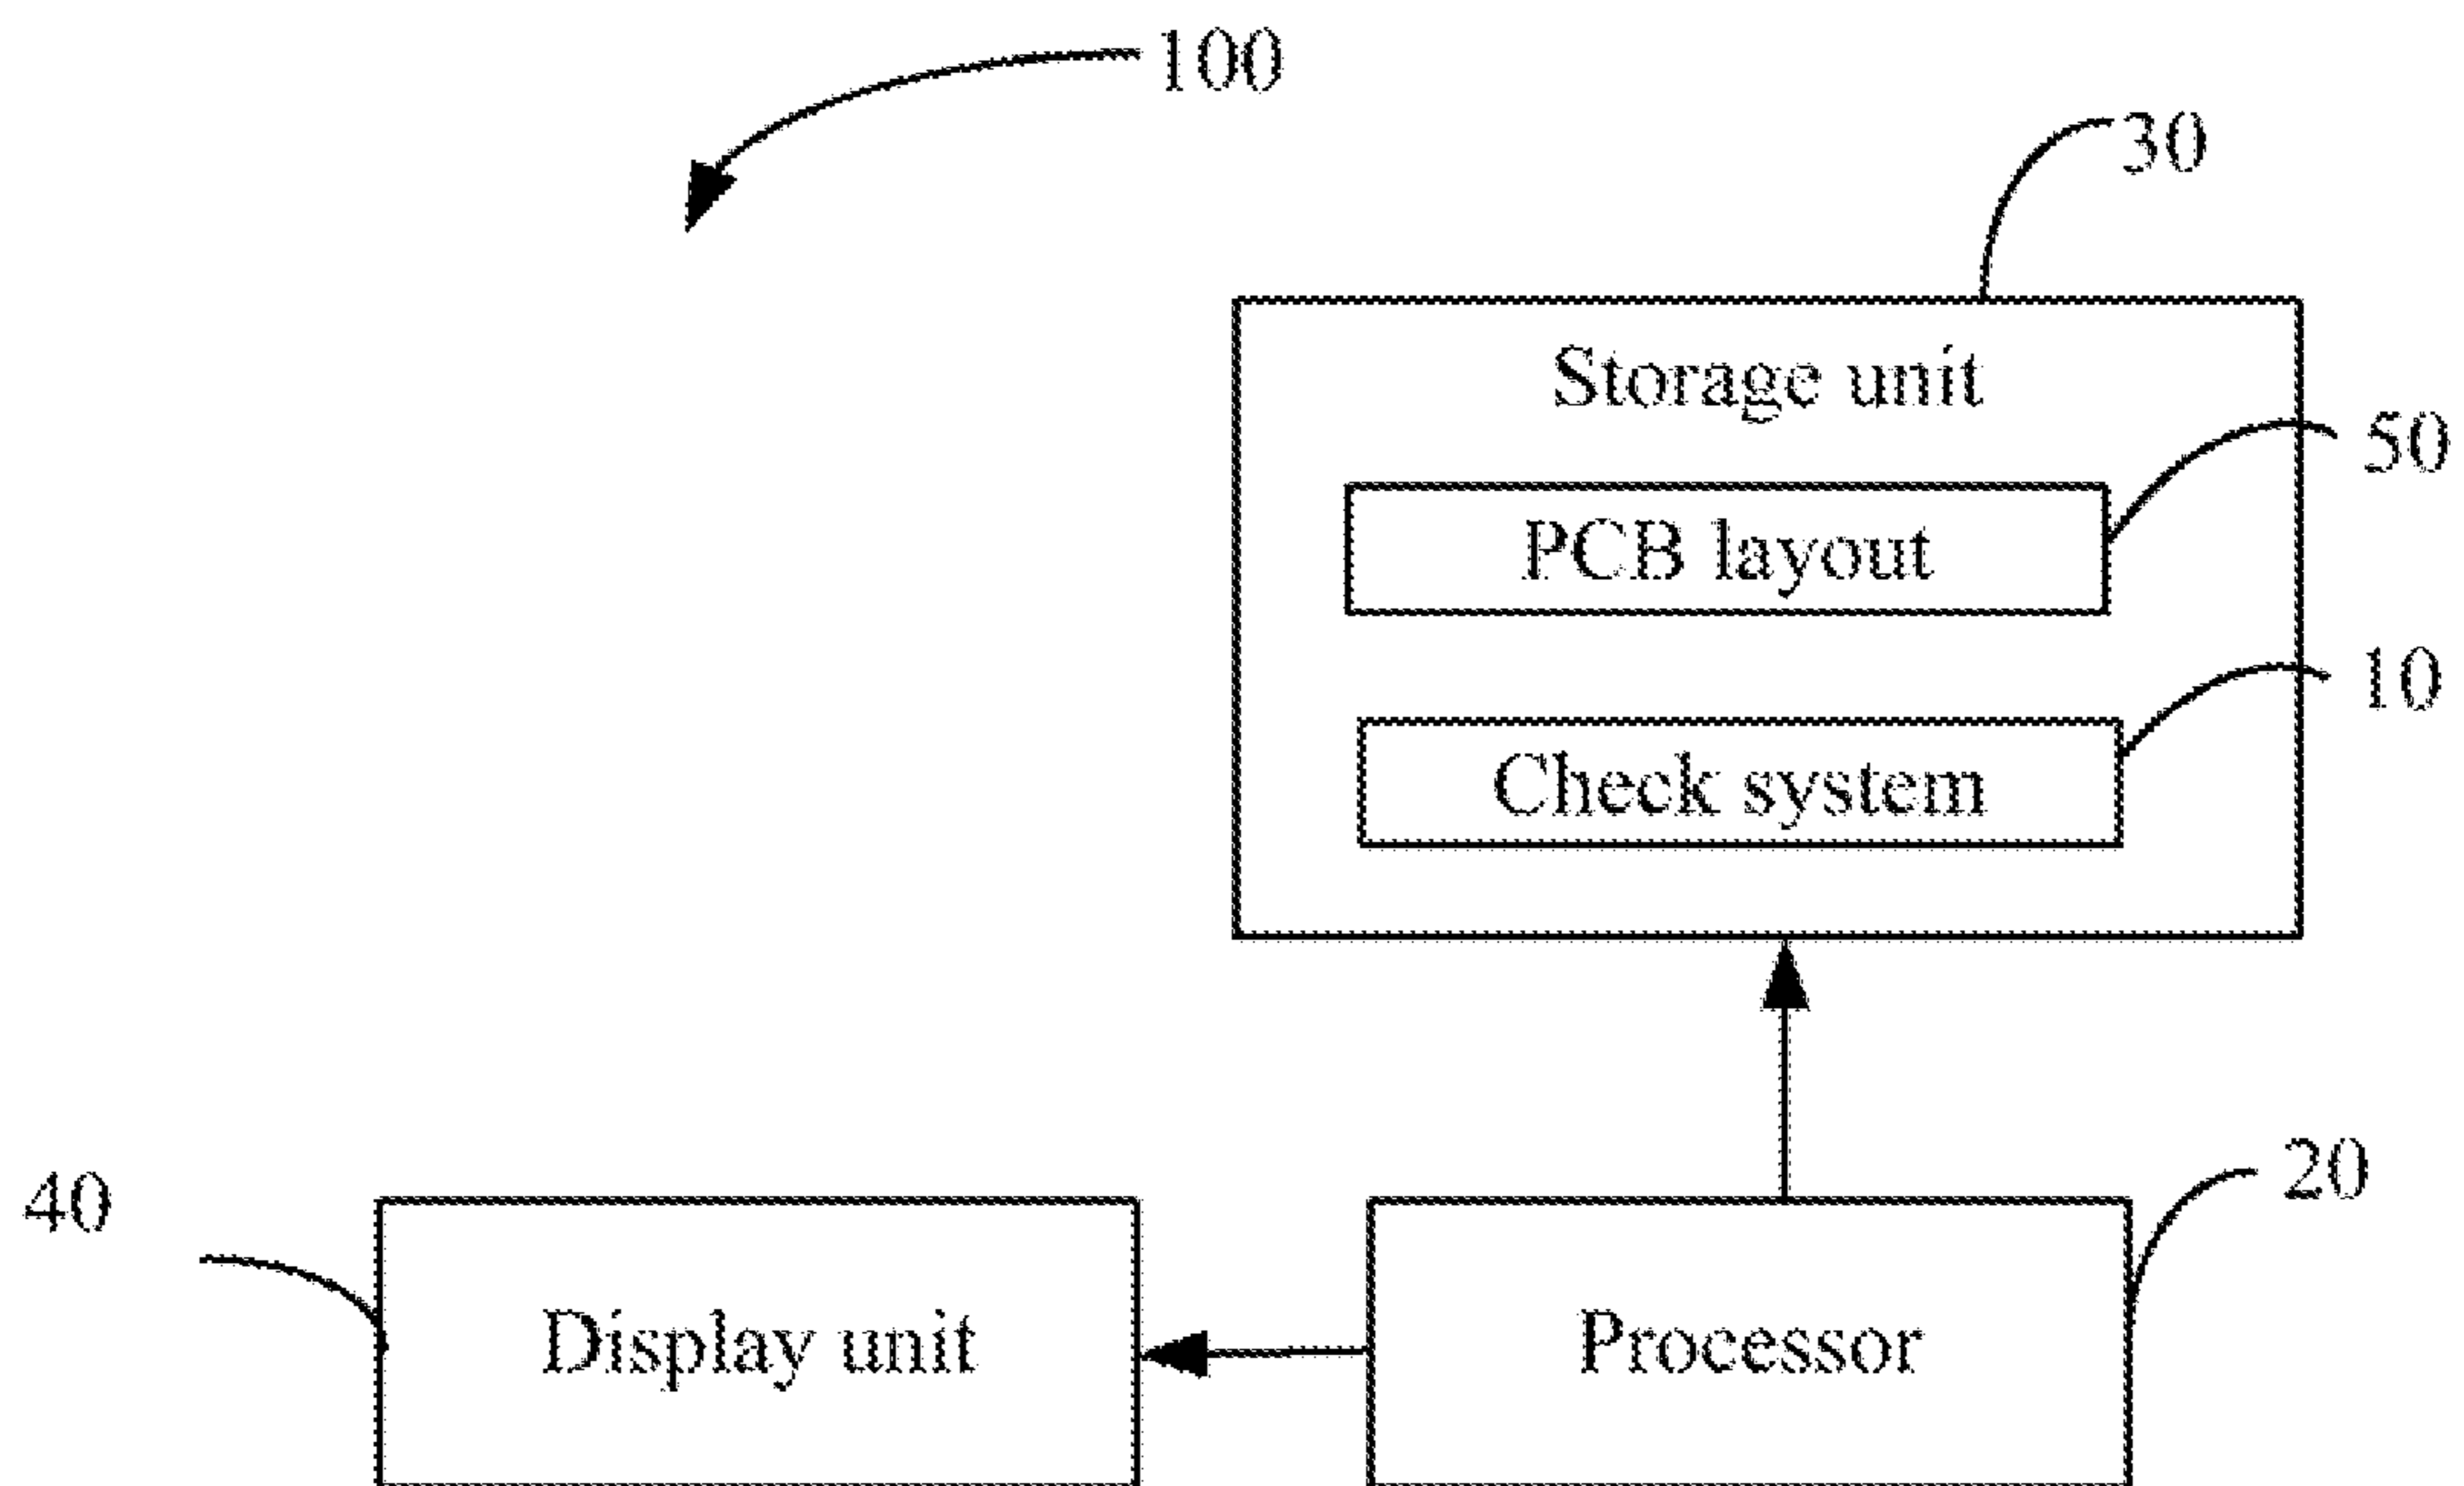 100
30
Storage unit
50
PCB layout
10
Check system
40
20
Display unit
Processor